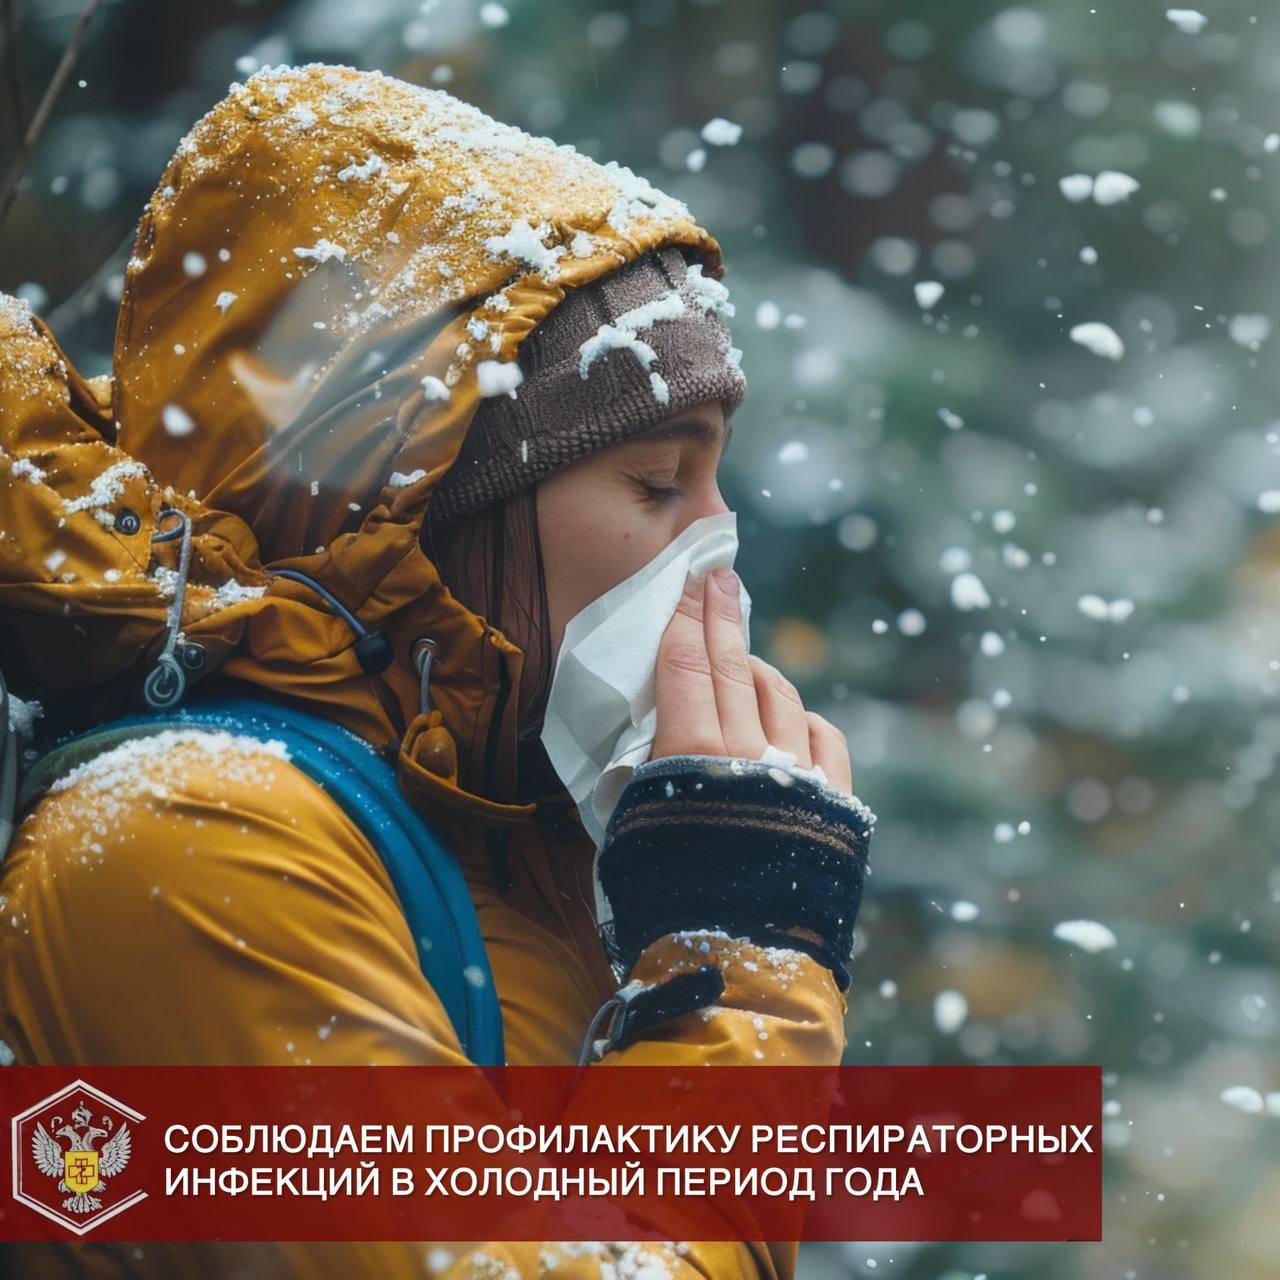 СОБЛЮДАЕМ ПРОФИЛАКТИКУ РЕСПИРАТОРНЫХ
ИНФЕКЦИЙ В ХОЛОДНЫЙ ПЕРИОД ГОДА